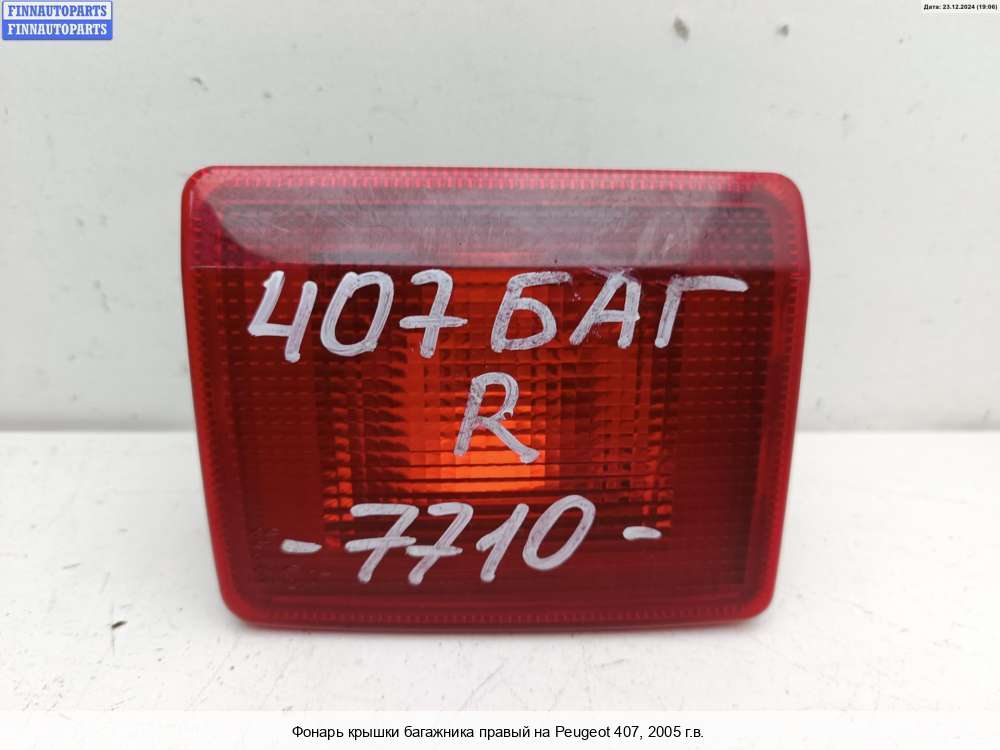 FINNAUTOPARTS
FINNAUTOPARTS
Дата: 23.12.2024 (19:06)
407 БАГ
R
- 7710 -
Фонарь крышки багажника правый на Peugeot 407, 2005 г.в.